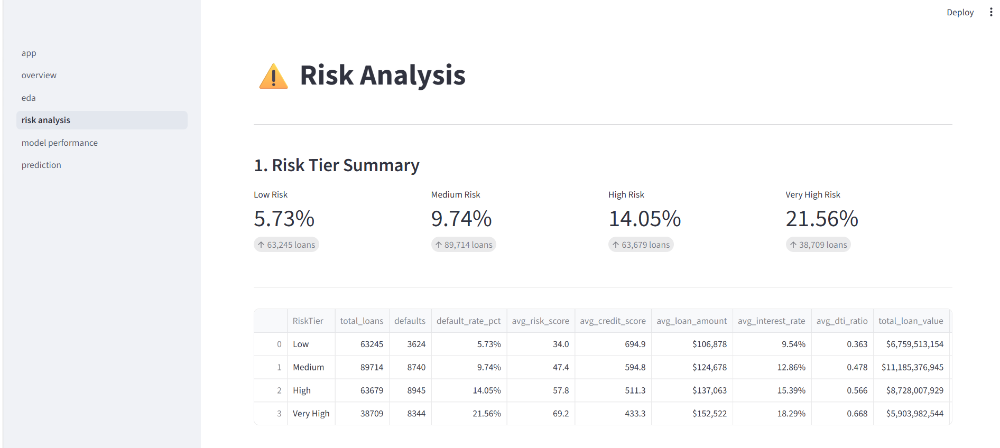 Deploy
app
overview
eda
risk analysis
model performance
prediction
Risk Analysis
1. Risk Tier Summary
Low Risk Medium Risk High Risk Very High Risk
5.73% 9.74% 14.05% 21.56%
↑ 63,245 loans ↑ 89,714 loans ↑ 63,679 loans ↑ 38,709 loans
RiskTier total_loans defaults default_rate_pct avg_risk_score avg_credit_score avg_loan_amount avg_interest_rate avg_dti_ratio total_loan_value
0 Low 63245 3624 5.73% 34.0 694.9 $106,878 9.54% 0.363 $6,759,513,154
1 Medium 89714 8740 9.74% 47.4 594.8 $124,678 12.86% 0.478 $11,185,376,945
2 High 63679 8945 14.05% 57.8 511.3 $137,063 15.39% 0.566 $8,728,007,929
3 Very High 38709 8344 21.56% 69.2 433.3 $152,522 18.29% 0.668 $5,903,982,544